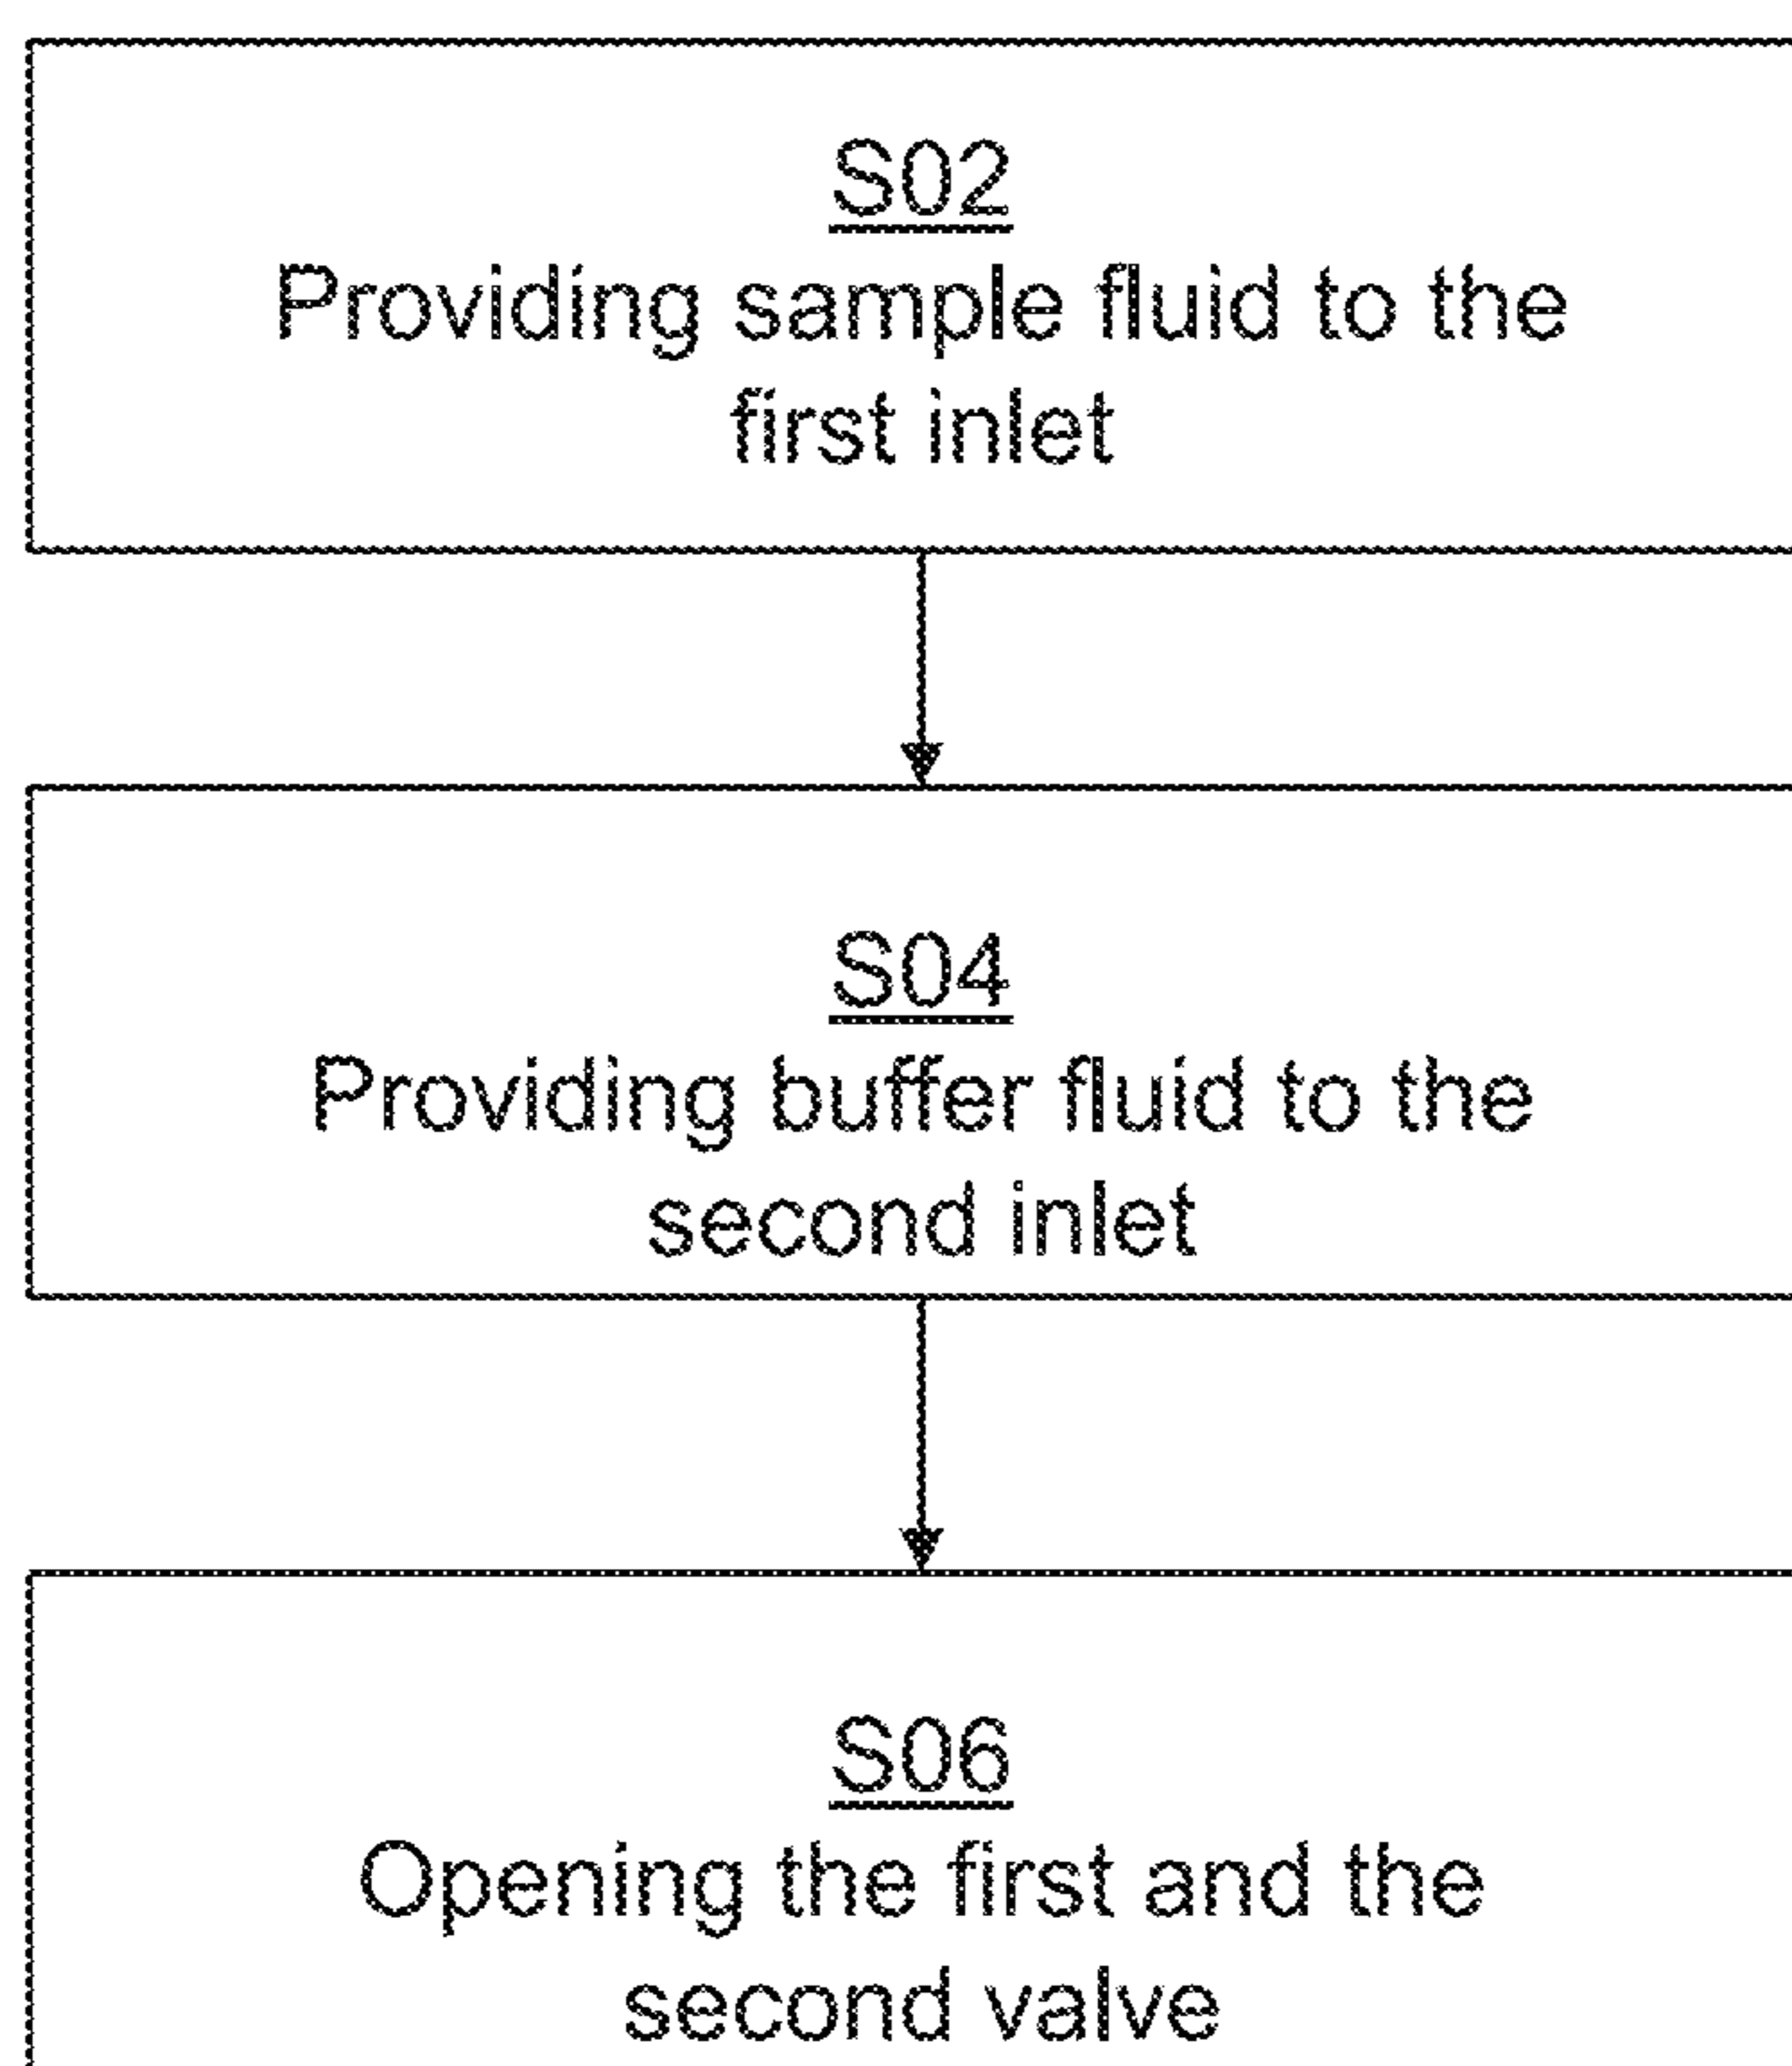 S02
Providing sample fluid to the
first inlet
S04
Providing buffer fluid to the
second inlet
S06
Opening the first and the
second valve